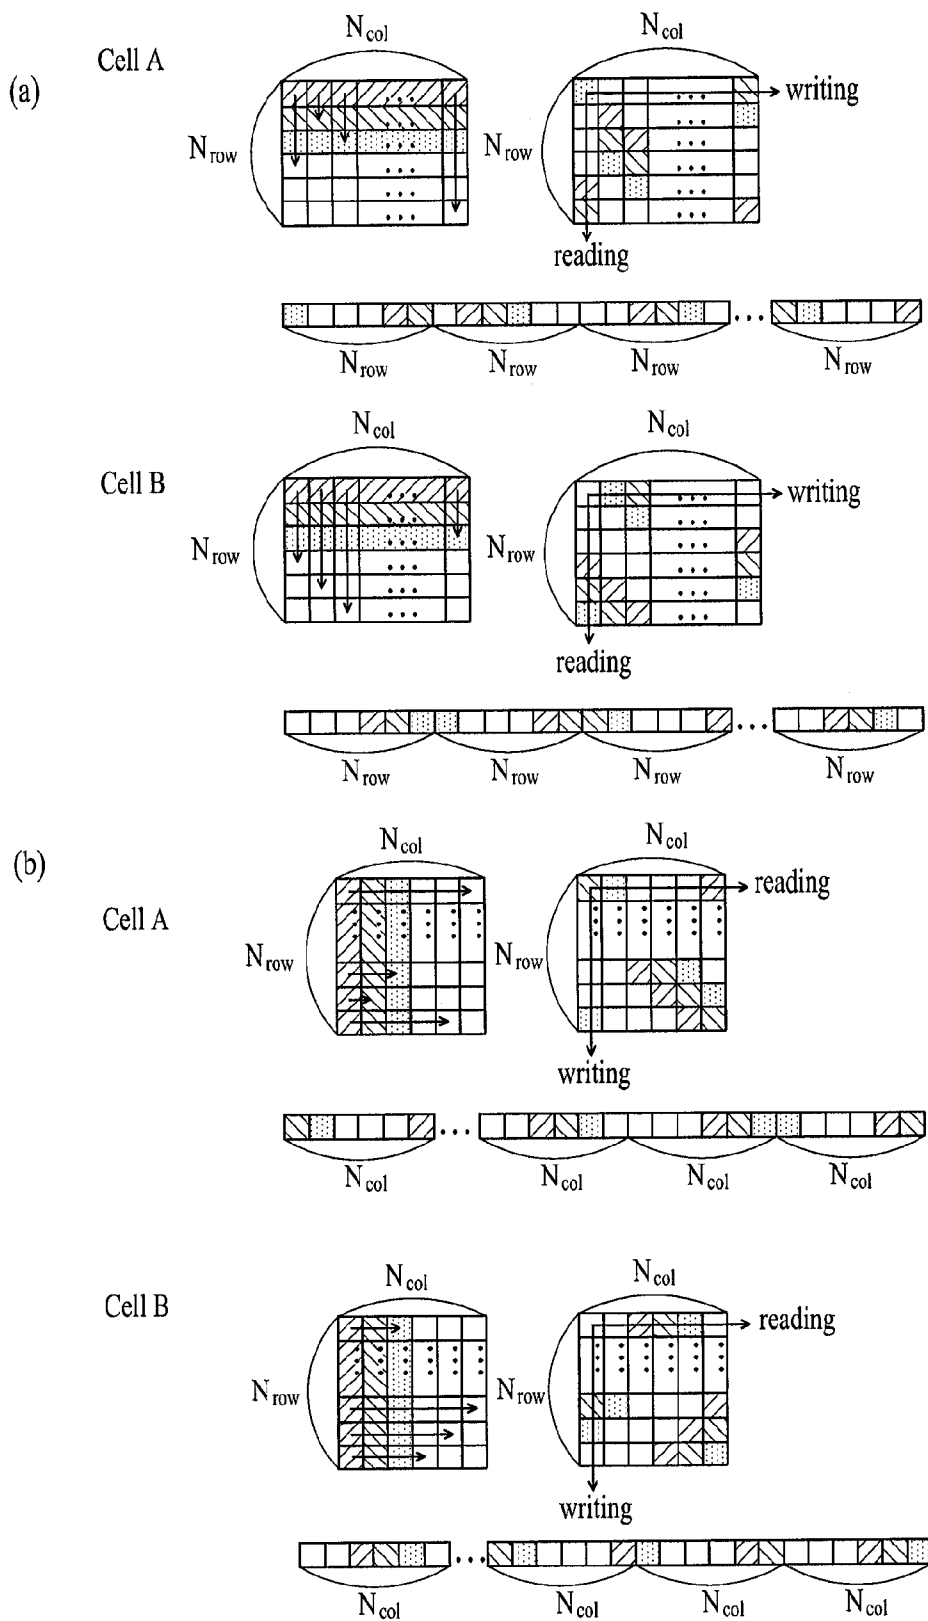 (a)
Cell A
N_col
N_col
N_row
N_row
writing
reading
N_row
N_row
N_row
N_row
Cell B
N_col
N_col
N_row
N_row
writing
reading
N_row
N_row
N_row
N_row
(b)
Cell A
N_col
N_col
N_row
N_row
reading
writing
N_col
N_col
N_col
N_col
Cell B
N_col
N_col
N_row
N_row
reading
writing
N_col
N_col
N_col
N_col